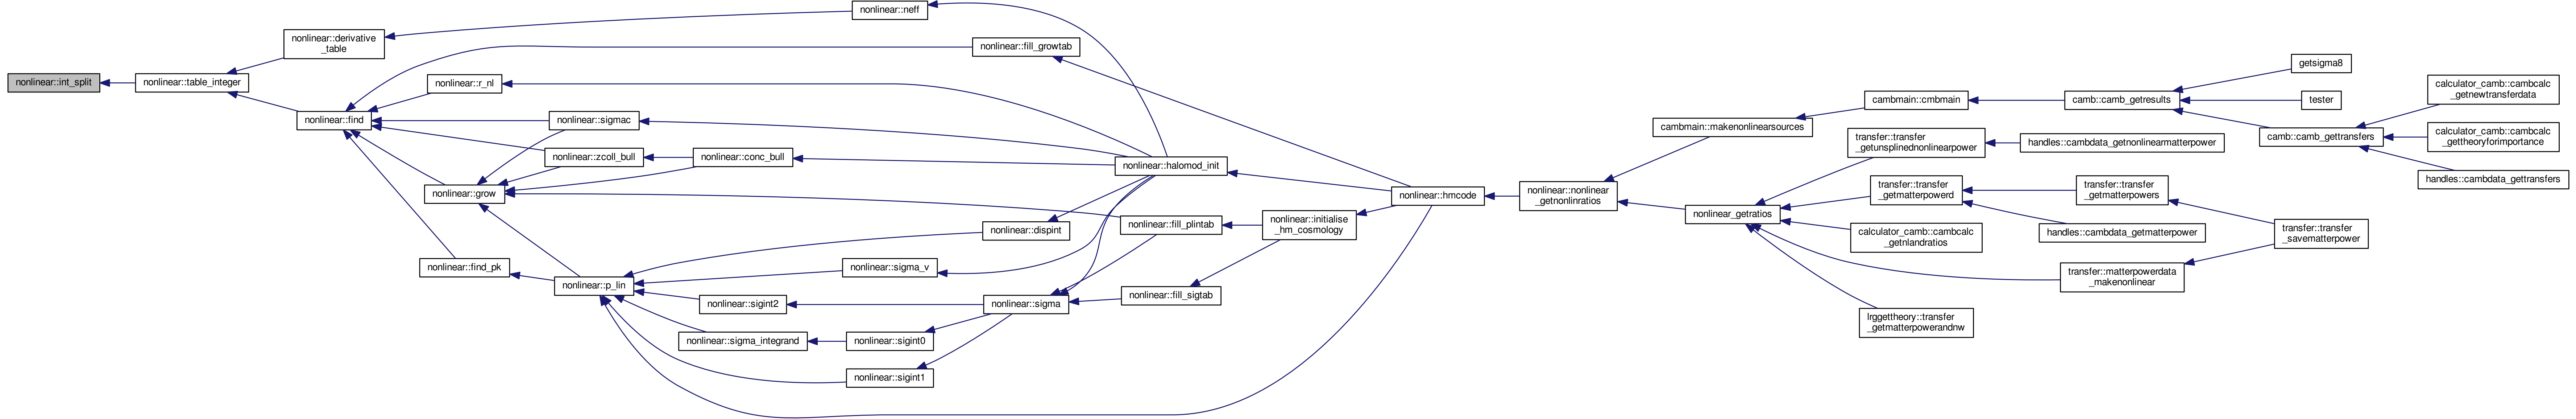 nonlinear::int_split
nonlinear::table_integer
nonlinear::derivative
_table
nonlinear::find
nonlinear::neff
nonlinear::fill_growtab
nonlinear::r_nl
nonlinear::sigmac
nonlinear::zcoll_bull
nonlinear::conc_bull
nonlinear::grow
nonlinear::find_pk
nonlinear::p_lin
nonlinear::dispint
nonlinear::sigma_v
nonlinear::sigint2
nonlinear::sigma_integrand
nonlinear::sigint0
nonlinear::sigint1
nonlinear::sigma
nonlinear::halomod_init
nonlinear::fill_plintab
nonlinear::fill_sigtab
nonlinear::initialise
_hm_cosmology
nonlinear::hmcode
nonlinear::nonlinear
_getnonlinratios
cambmain::makenonlinearsources
nonlinear_getratios
cambmain::cmbmain
transfer::transfer
_getunsplinednonlinearpower
transfer::transfer
_getmatterpowerd
calculator_camb::cambcalc
_getnlandratios
transfer::matterpowerdata
_makenonlinear
lrggettheory::transfer
_getmatterpowerandnw
camb::camb_getresults
handles::cambdata_getnonlinearmatterpower
transfer::transfer
_getmatterpowers
handles::cambdata_getmatterpower
transfer::transfer
_savematterpower
getsigma8
tester
camb::camb_gettransfers
calculator_camb::cambcalc
_getnewtransferdata
calculator_camb::cambcalc
_gettheoryforimportance
handles::cambdata_gettransfers